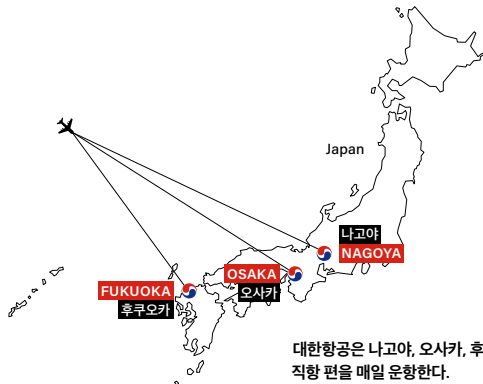 Japan
나고야
NAGOYA
OSAKA
오사카
FUKUOKA
후쿠오카
대한항공은 나고야, 오사카, 후
직항 편을 매일 운항한다.